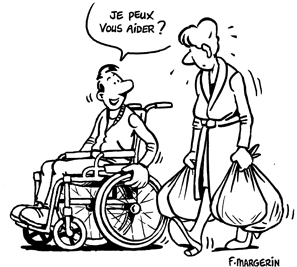 JE PEUX
VOUS AIDER ?
F. MARGERIN